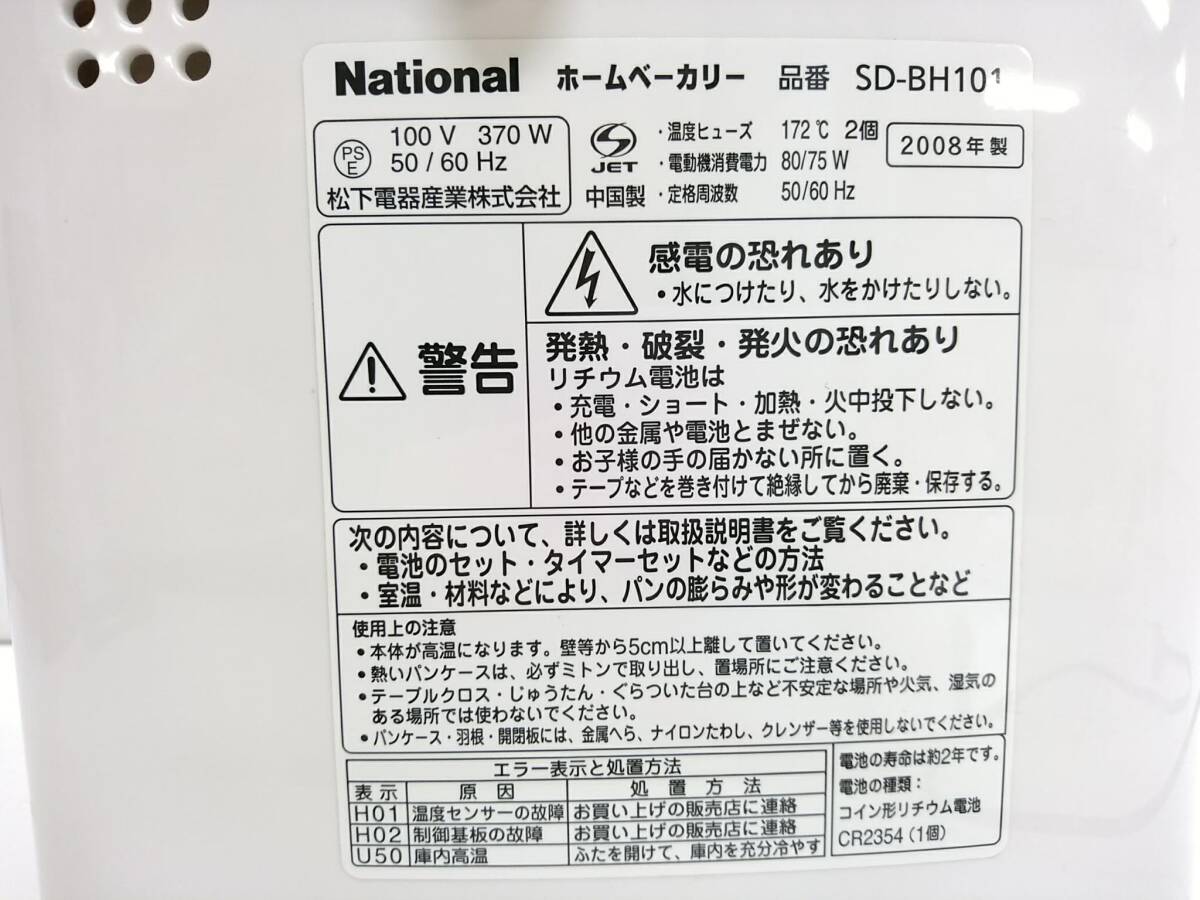 National ホームベーカリー 品番 SD-BH101
PS
E
100 V 370 W
50 / 60 Hz
松下電器産業株式会社
JET
中国製
・温度ヒューズ 172℃ 2個
・電動機消費電力 80/75 W
・定格周波数 50/60 Hz
2008年製
警告
感電の恐れあり
・水につけたり、水をかけたりしない。
発熱・破裂・発火の恐れあり
リチウム電池は
・充電・ショート・加熱・火中投下しない。
・他の金属や電池とまぜない。
・お子様の手の届かない所に置く。
・テープなどを巻き付けて絶縁してから廃棄・保存する。
次の内容について、詳しくは取扱説明書をご覧ください。
・電池のセット・タイマーセットなどの方法
・室温・材料などにより、パンの膨らみや形が変わることなど
使用上の注意
・本体が高温になります。壁等から5cm以上離して置いてください。
・熱いパンケースは、必ずミトンで取り出し、置場所にご注意ください。
・テーブルクロス・じゅうたん・ぐらついた台の上など不安定な場所や火気、湿気の
ある場所では使わないでください。
・パンケース・羽根・開閉板には、金属へら、ナイロンたわし、クレンザー等を使用しないでください。
エラー表示と処置方法
表示 原因 処置方法
H01 温度センサーの故障 お買い上げの販売店に連絡
H02 制御基板の故障 お買い上げの販売店に連絡
U50 庫内高温 ふたを開けて、庫内を充分冷やす
電池の寿命は約2年です。
電池の種類：
コイン形リチウム電池
CR2354（1個）